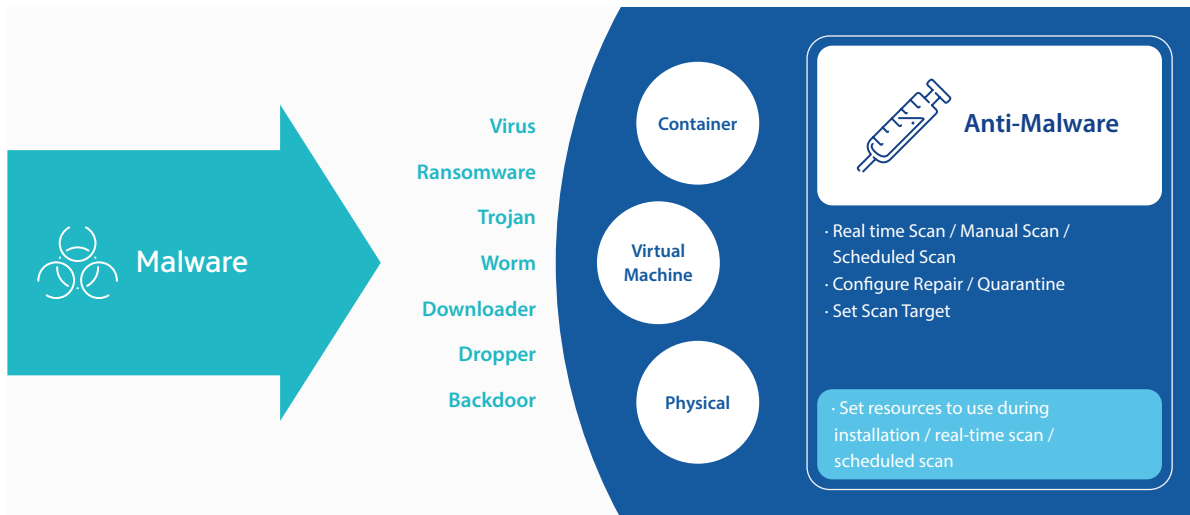 Malware
Virus
Ransomware
Trojan
Worm
Downloader
Dropper
Backdoor
Container
Virtual
Machine
Physical
Anti-Malware
· Real time Scan / Manual Scan /
Scheduled Scan
· Configure Repair / Quarantine
· Set Scan Target
· Set resources to use during
installation / real-time scan /
scheduled scan